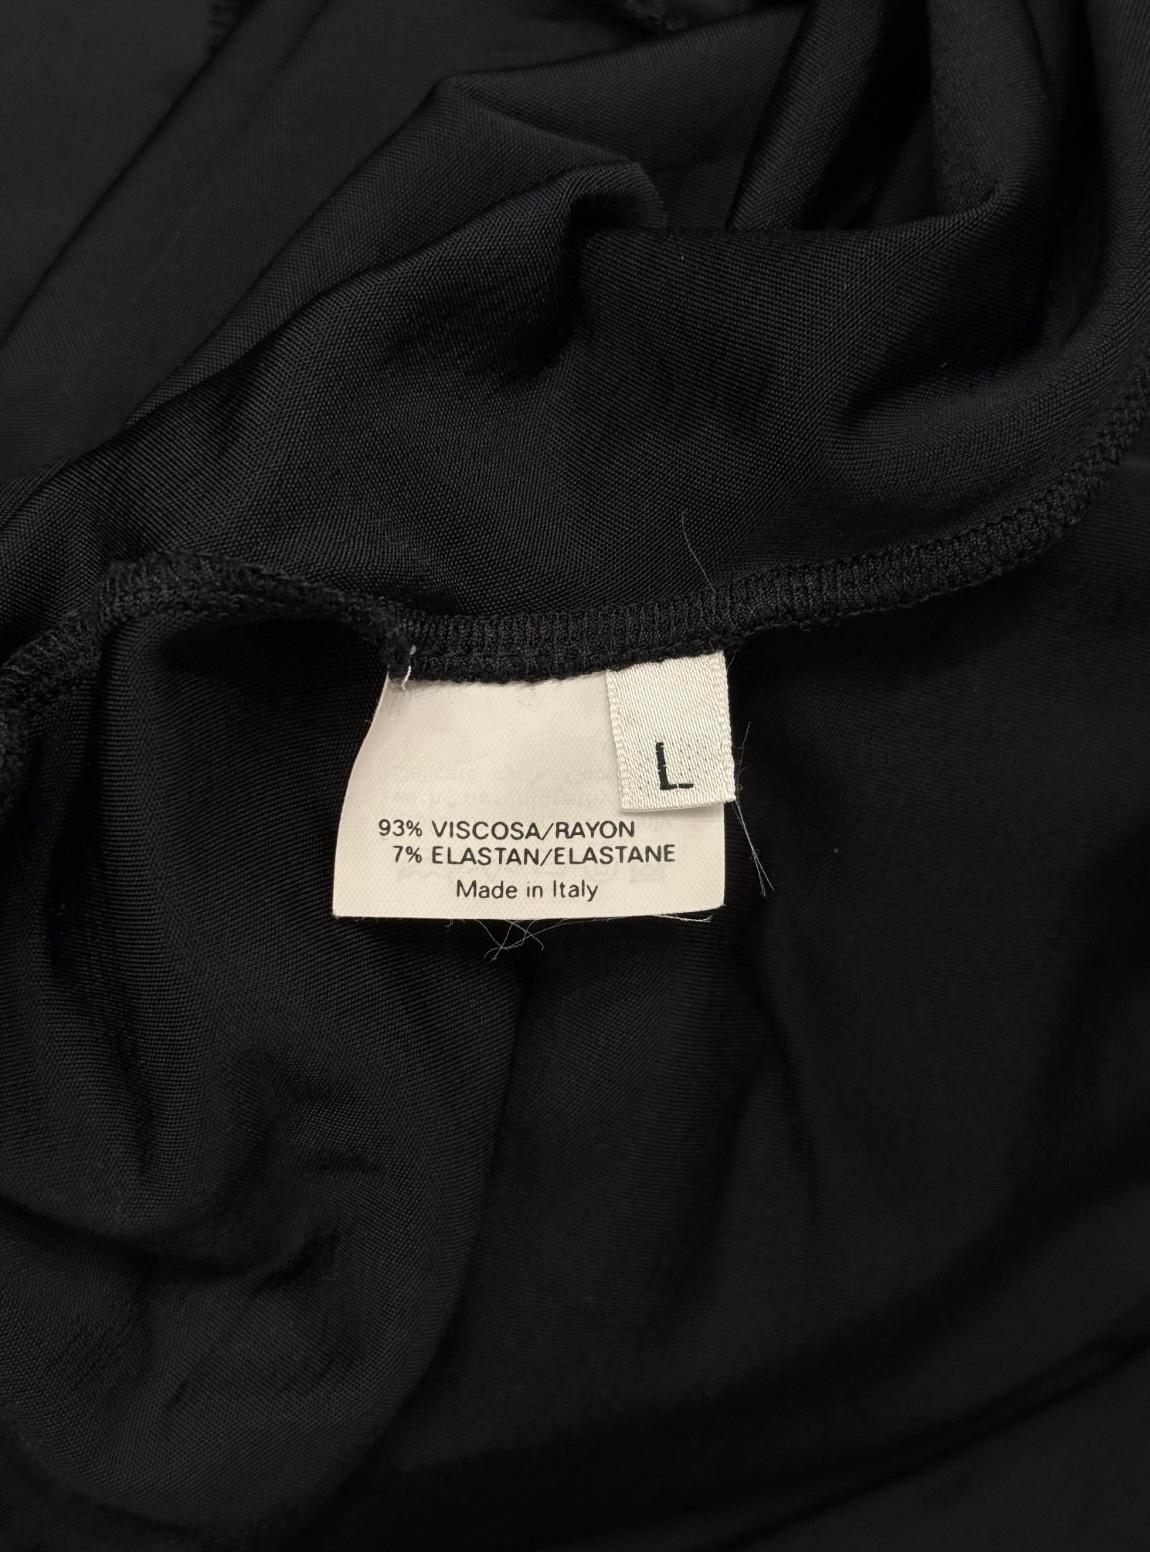 L
93% VISCOSA/RAYON
7% ELASTAN/ELASTANE
Made in Italy